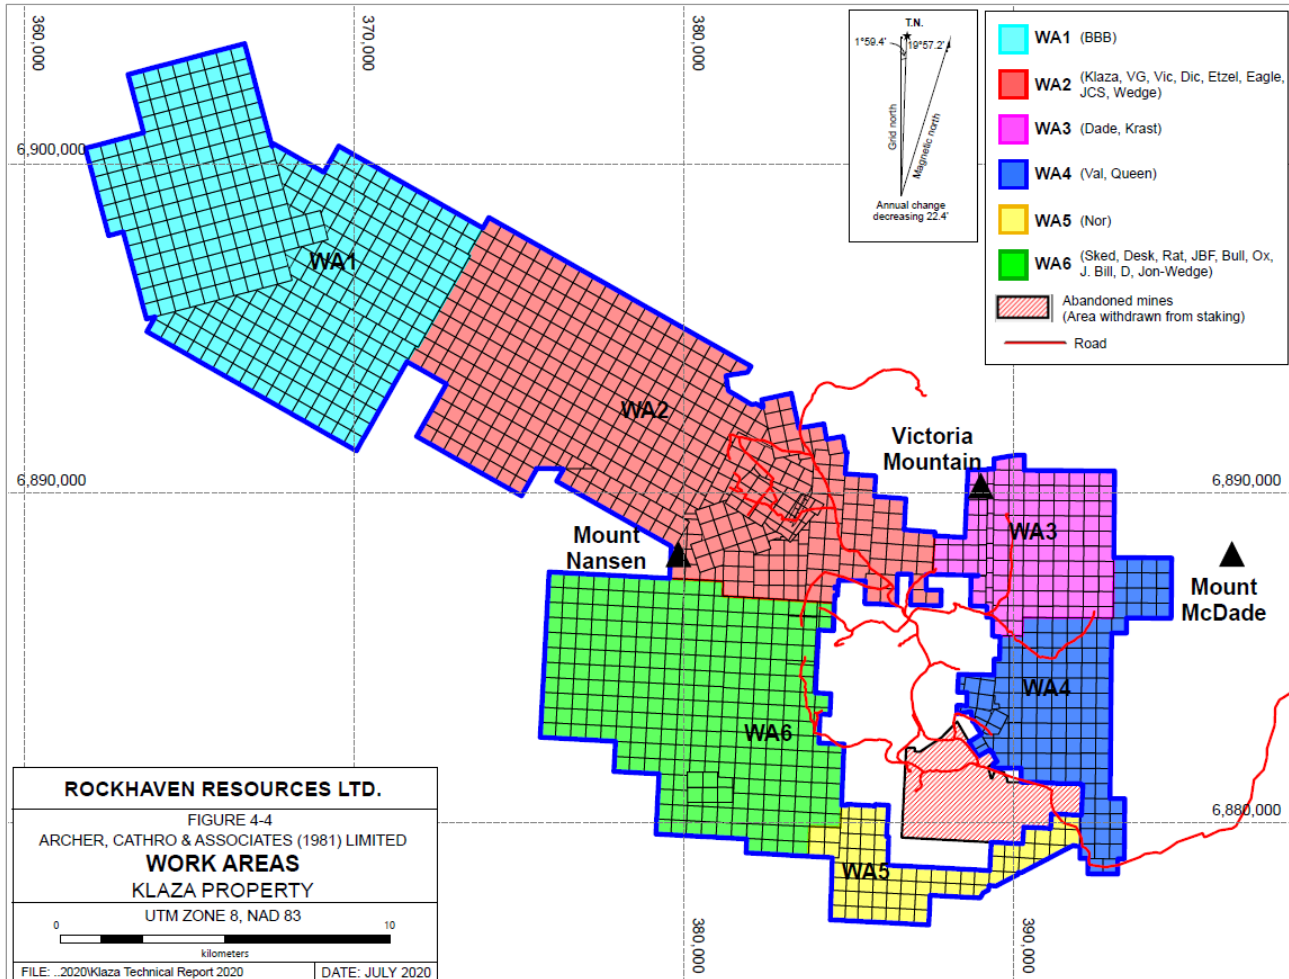 360,000
370,000
380,000
T.N.
1°59.4'
19°57.2'
Grid north
Magnetic north
Annual change
decreasing 22.4'
WA1 (BBB)
WA2 (Klaza, VG, Vic, Dic, Etzel, Eagle,
JCS, Wedge)
WA3 (Dade, Krast)
WA4 (Val, Queen)
WA5 (Nor)
WA6 (Sked, Desk, Rat, JBF, Bull, Ox,
J. Bill, D, Jon-Wedge)
Abandoned mines
(Area withdrawn from staking)
Road
6,900,000
6,900,000
WA1
WA2
Victoria
Mountain
6,890,000
6,890,000
WA3
Mount
Nansen
Mount
McDade
WA4
WA6
6,880,000
WA5
380,000
390,000
ROCKHAVEN RESOURCES LTD.
FIGURE 4-4
ARCHER, CATHRO & ASSOCIATES (1981) LIMITED
WORK AREAS
KLAZA PROPERTY
UTM ZONE 8, NAD 83
0
10
kilometers
FILE: ...2020\Klaza Technical Report 2020
DATE: JULY 2020